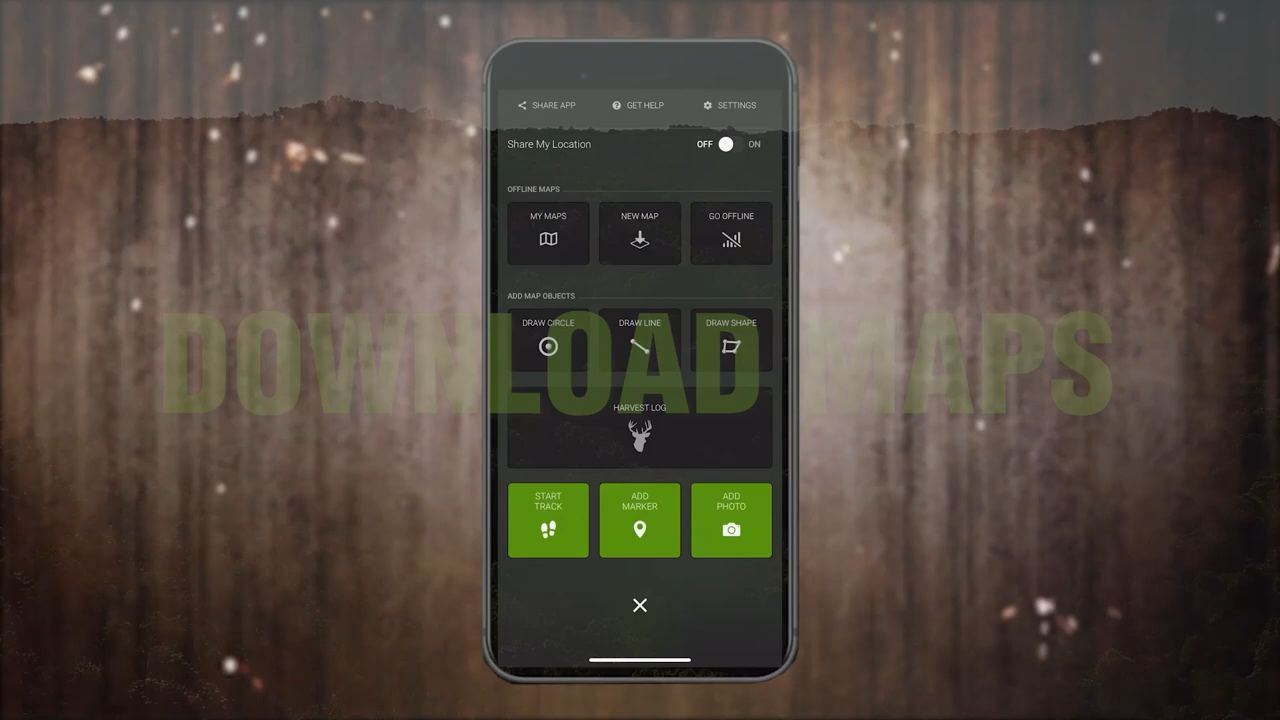 SHARE APP GET HELP SETTINGS
Share My Location OFF ON
OFFLINE MAPS
MY MAPS NEW MAP GO OFFLINE
ADD MAP OBJECTS
DRAW CIRCLE DRAW LINE DRAW SHAPE
DOWNLOAD MAPS
HARVEST LOG
START TRACK
ADD MARKER
ADD PHOTO